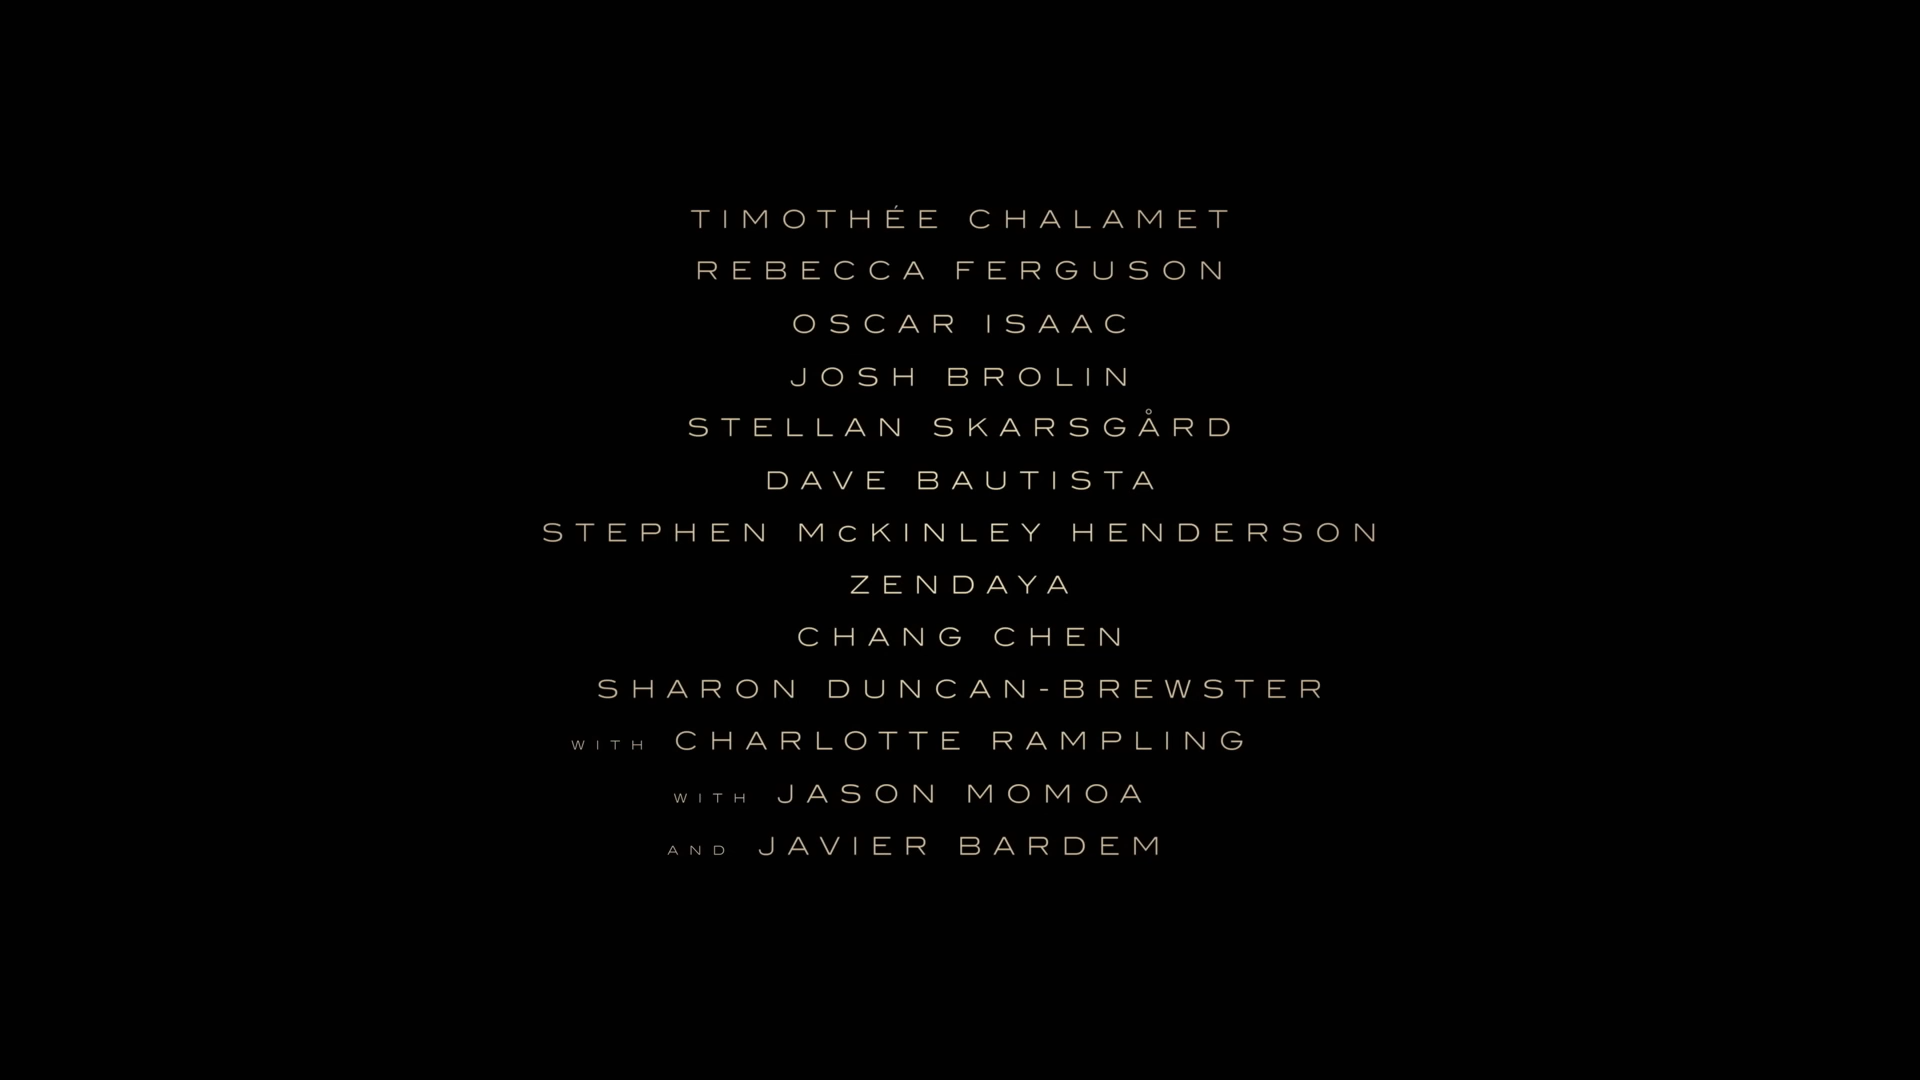 TIMOTHÉE CHALAMET
REBECCA FERGUSON
OSCAR ISAAC
JOSH BROLIN
STELLAN SKARSGÅRD
DAVE BAUTISTA
STEPHEN McKINLEY HENDERSON
ZENDAYA
CHANG CHEN
SHARON DUNCAN-BREWSTER
WITH CHARLOTTE RAMPLING
WITH JASON MOMOA
AND JAVIER BARDEM